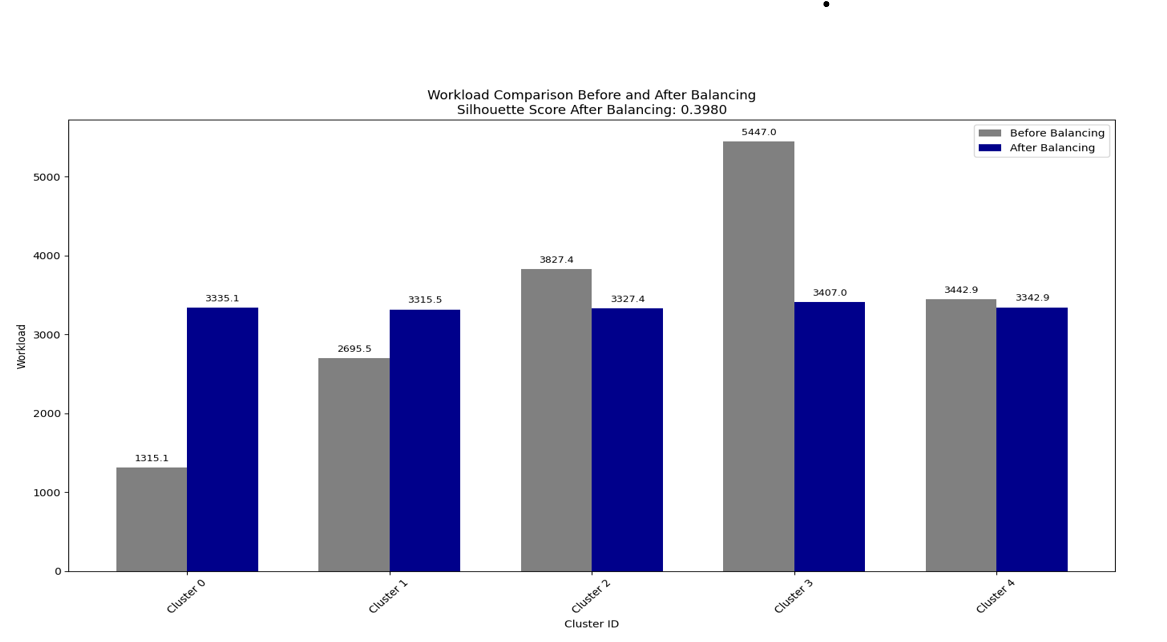 Workload Comparison Before and After Balancing
Silhouette Score After Balancing: 0.3980
Before Balancing
After Balancing
5447.0
3827.4
3442.9
3407.0
3342.9
3335.1
3327.4
3315.5
2695.5
1315.1
5000
4000
3000
2000
1000
0
Workload
Cluster 0
Cluster 1
Cluster 2
Cluster 3
Cluster 4
Cluster ID